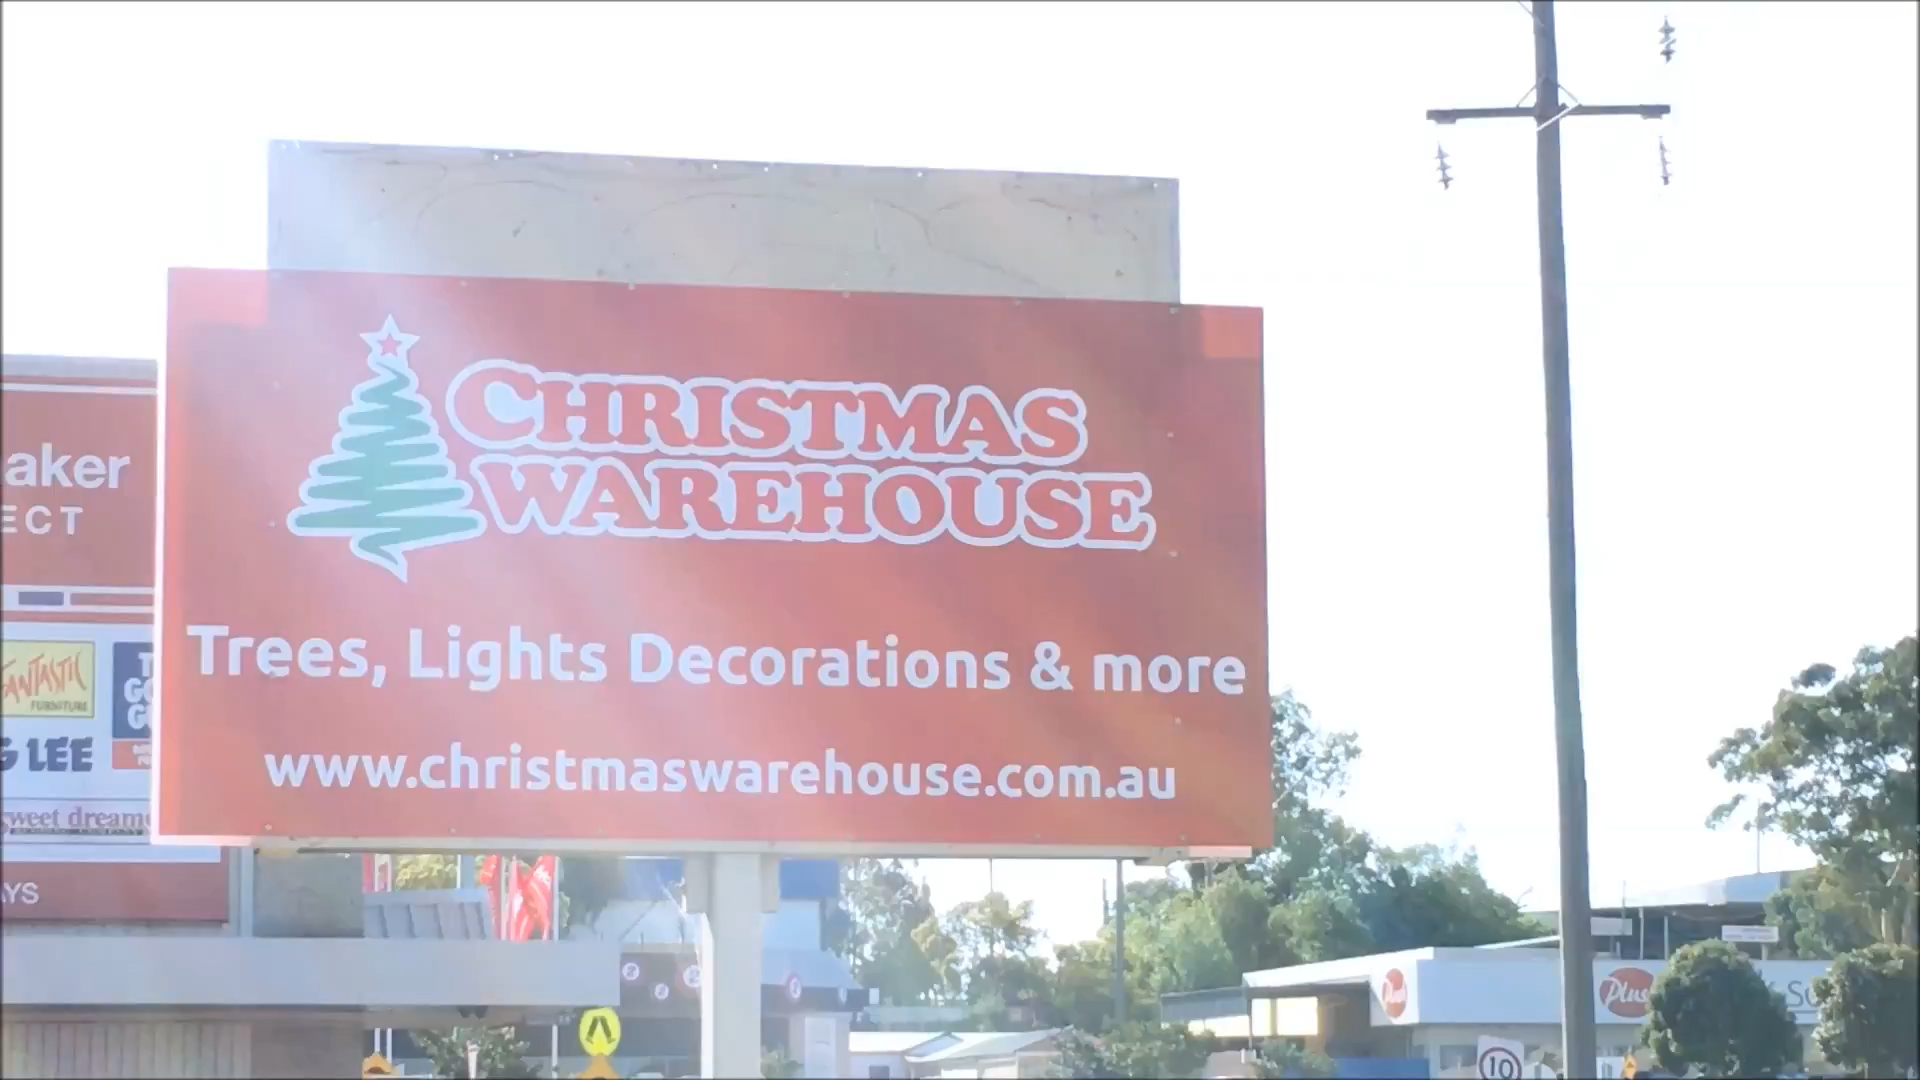 CHRISTMAS
WAREHOUSE
Trees, Lights Decorations & more
www.christmaswarehouse.com.au
aker
ECT
FANTASTIC
FURNITURE
G LEE
sweet dreams
AYS
Plus
10